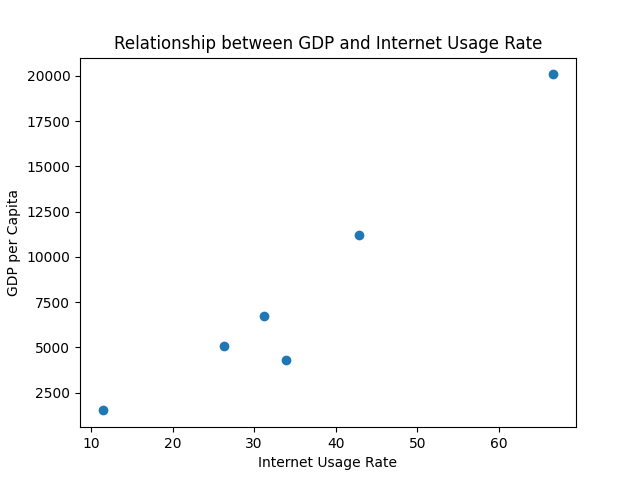 Relationship between GDP and Internet Usage Rate
20000
17500
15000
12500
10000
7500
5000
2500
GDP per Capita
10 20 30 40 50 60
Internet Usage Rate